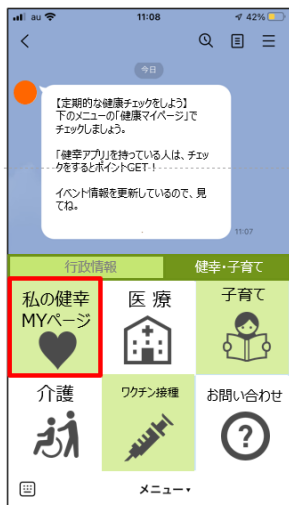 au 11:08 42%
今日
【定期的な健康チェックをしよう】
下のメニューの「健康マイページ」で
チェックしましょう。
「健幸アプリ」を持っている人は、チェッ
クをするとポイントGET！
イベント情報を更新しているので、見
てね。
11:07
行政情報 健幸・子育て
私の健幸
MYページ
医 療
子育て
介護
ワクチン接種
お問い合わせ
?
メニュー▾